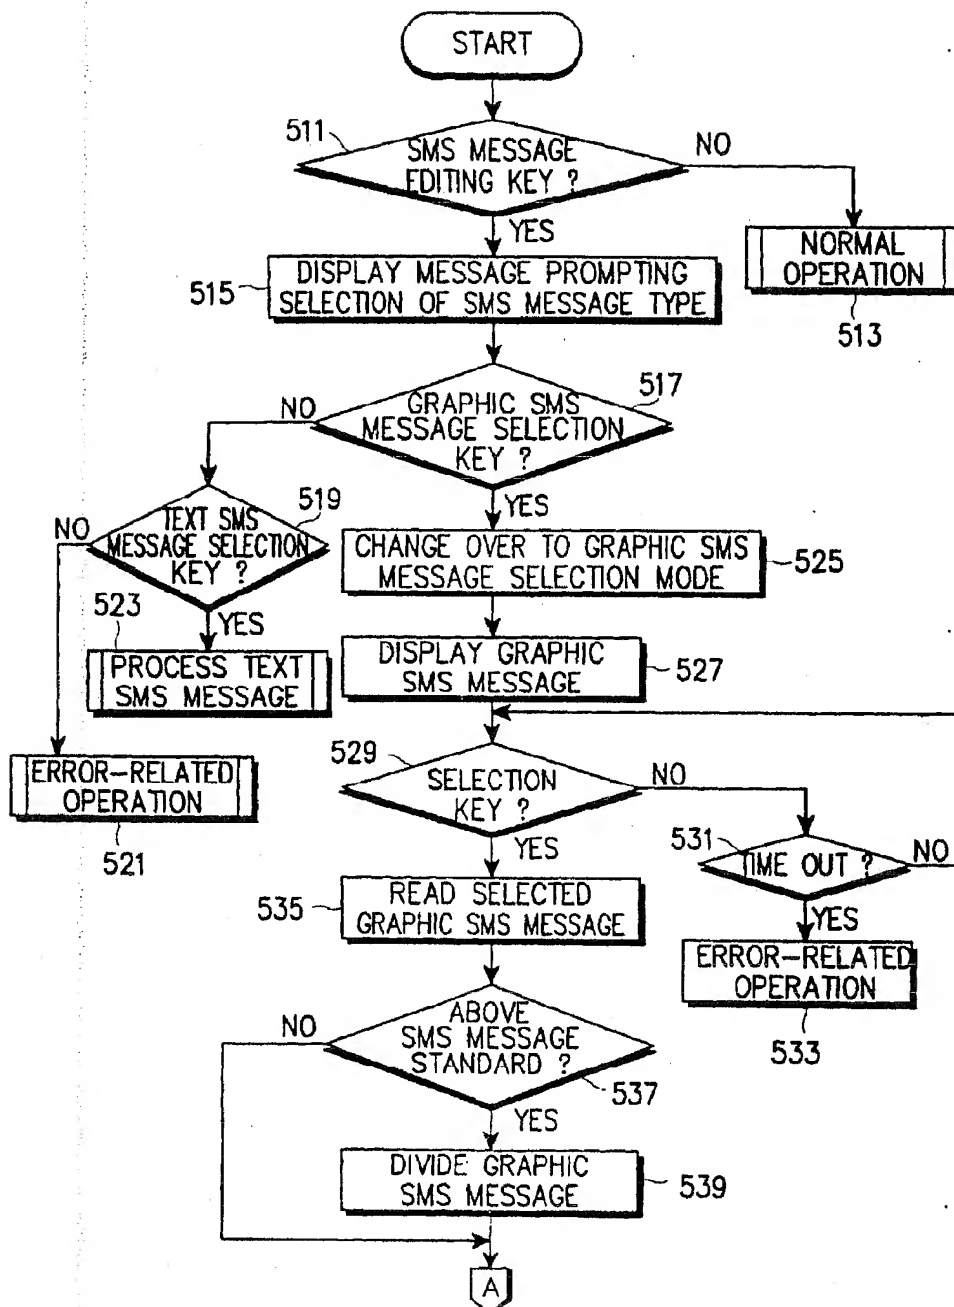 START
511
SMS MESSAGE
EDITING KEY ?
NO
YES
NORMAL
OPERATION
513
515
DISPLAY MESSAGE PROMPTING
SELECTION OF SMS MESSAGE TYPE
517
GRAPHIC SMS
MESSAGE SELECTION
KEY ?
NO
YES
519
TEXT SMS
MESSAGE SELECTION
KEY ?
NO
YES
523
PROCESS TEXT
SMS MESSAGE
ERROR-RELATED
OPERATION
521
CHANGE OVER TO GRAPHIC SMS
MESSAGE SELECTION MODE
525
DISPLAY GRAPHIC
SMS MESSAGE
527
529
SELECTION
KEY ?
NO
YES
531
TIME OUT ?
NO
YES
ERROR-RELATED
OPERATION
533
535
READ SELECTED
GRAPHIC SMS MESSAGE
ABOVE
SMS MESSAGE
STANDARD ?
537
NO
YES
DIVIDE GRAPHIC
SMS MESSAGE
539
A